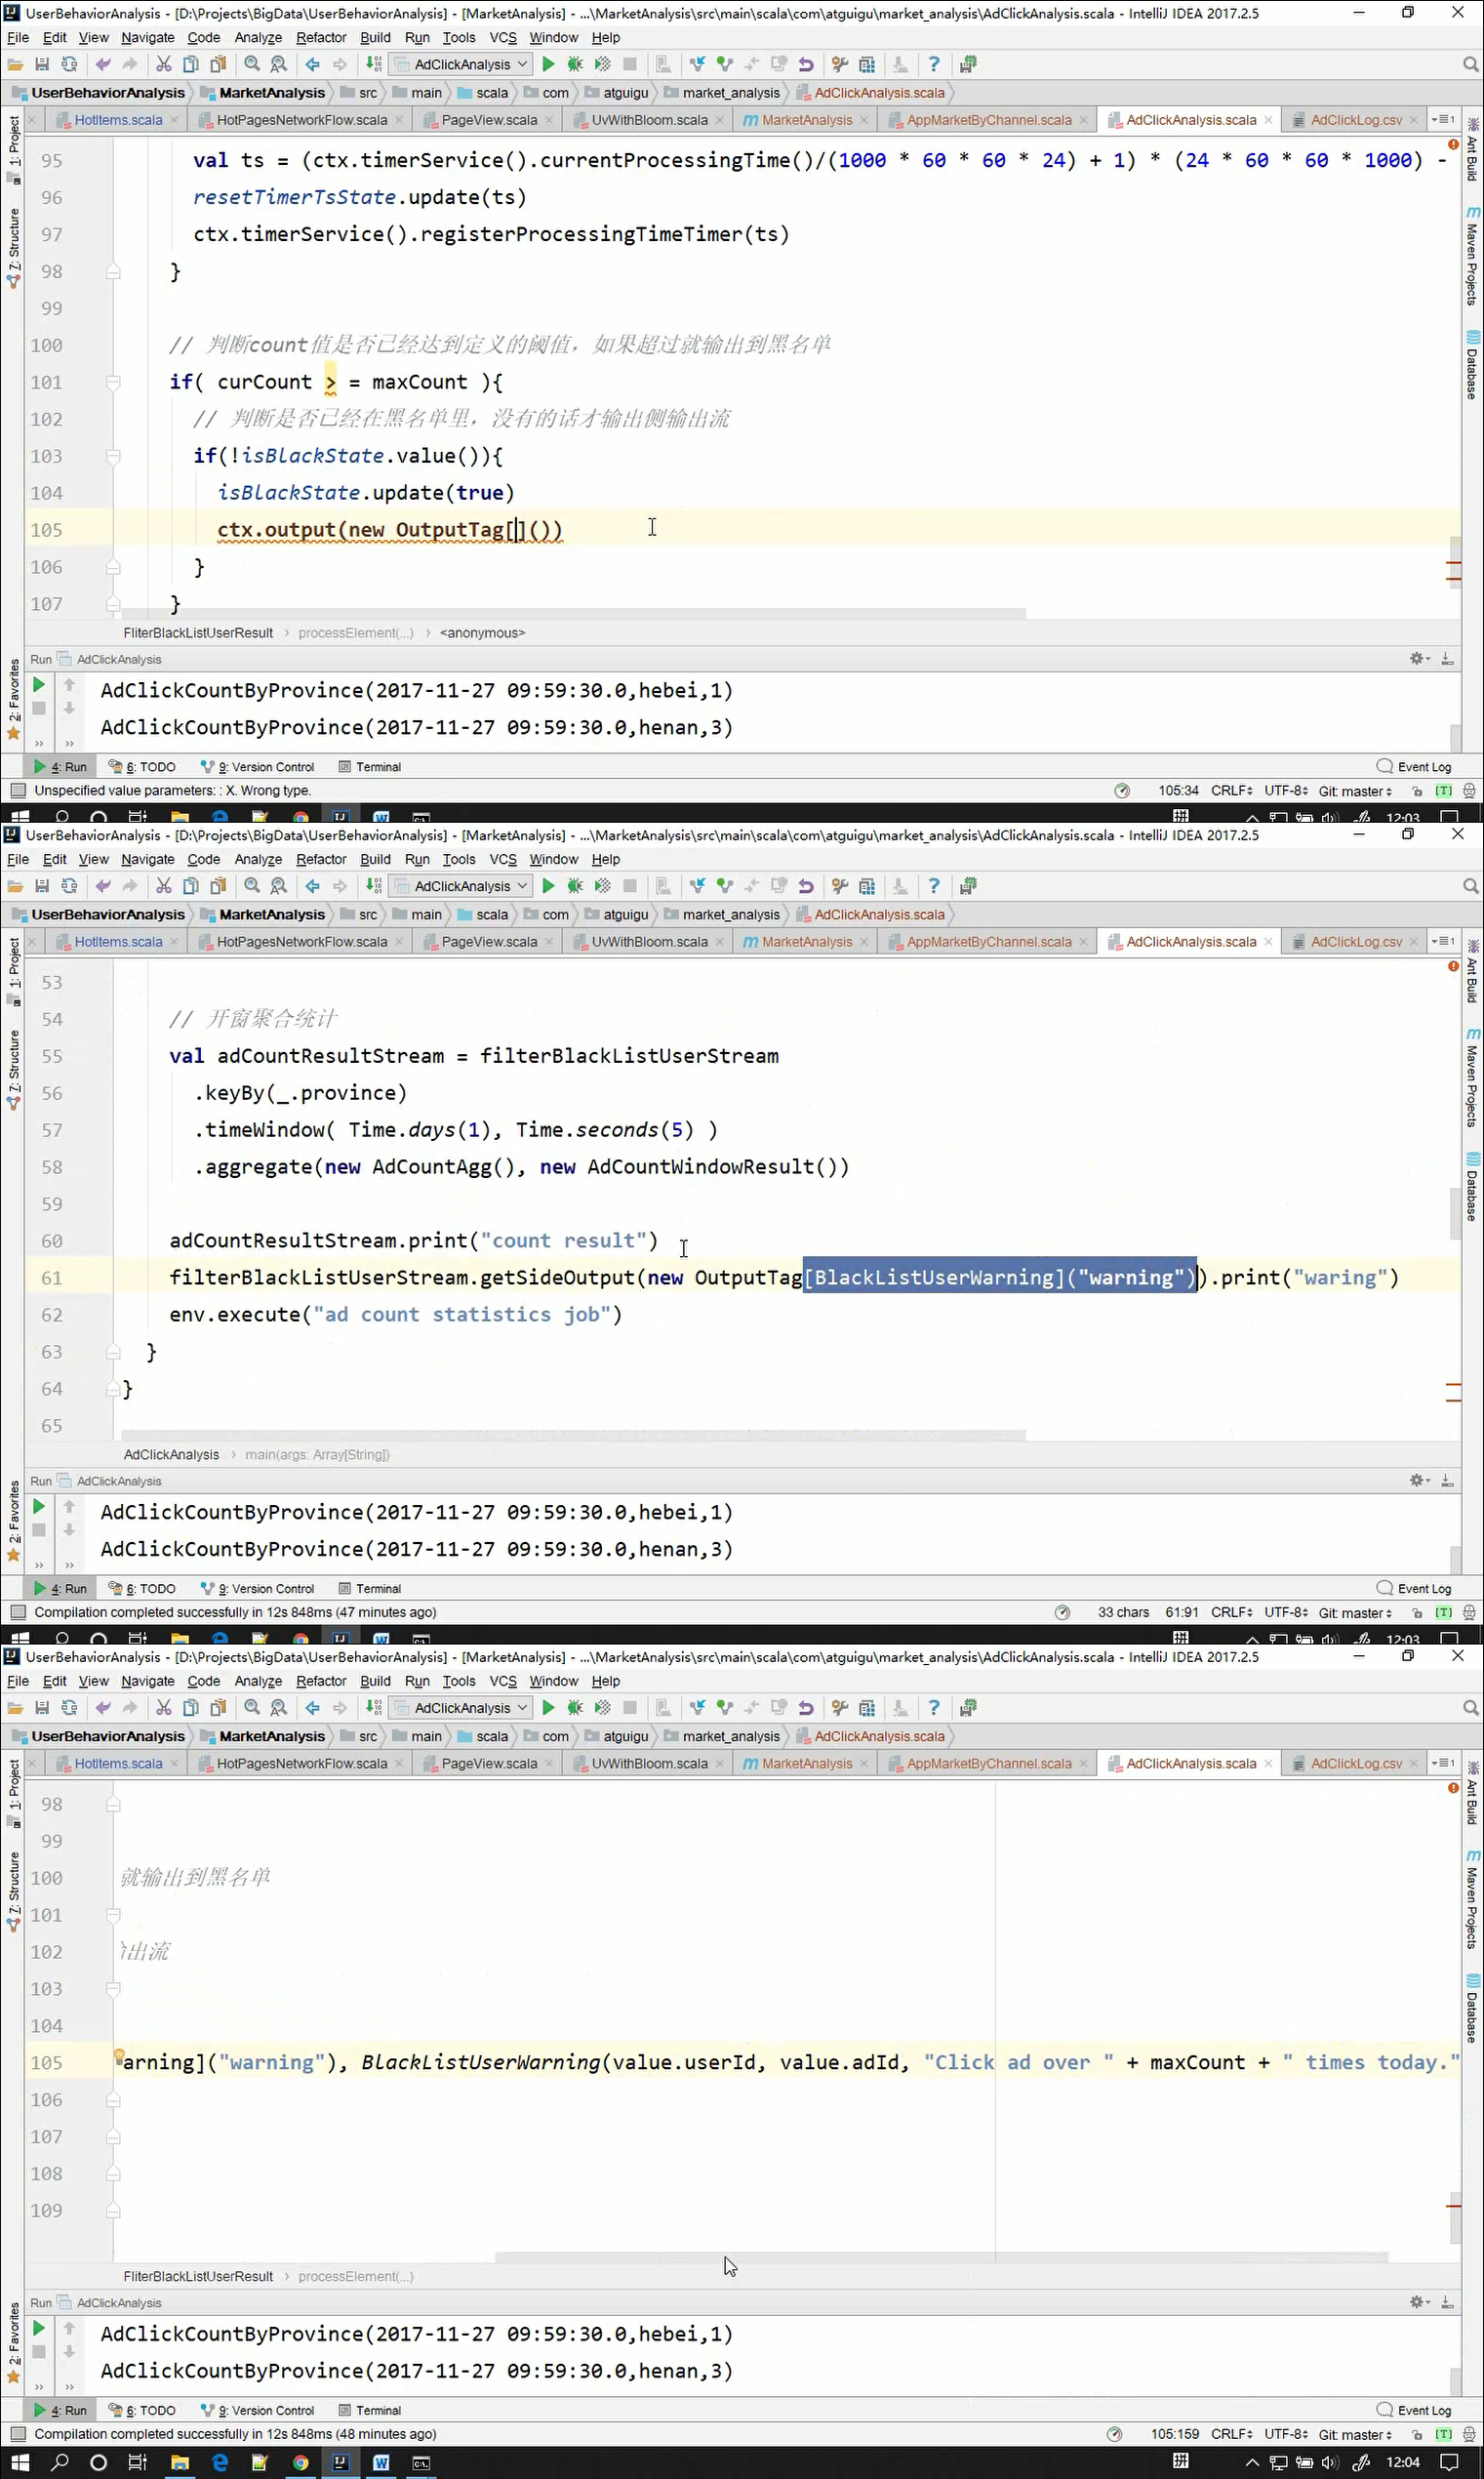 UserBehaviorAnalysis - [D:\Projects\BigData\UserBehaviorAnalysis] - [MarketAnalysis] - ...\MarketAnalysis\src\main\scala\com\atguigu\market_analysis\AdClickAnalysis.scala - IntelliJ IDEA 2017.2.5
File Edit View Navigate Code Analyze Refactor Build Run Tools VCS Window Help
AdClickAnalysis
UserBehaviorAnalysis MarketAnalysis src main scala com atguigu market_analysis AdClickAnalysis.scala
HotItems.scala HotPagesNetworkFlow.scala PageView.scala UvWithBloom.scala MarketAnalysis AppMarketByChannel.scala AdClickAnalysis.scala AdClickLog.csv
1: Project
7: Structure
2: Favorites
Ant Build
Maven Projects
Database
95 val ts = (ctx.timerService().currentProcessingTime()/(1000 * 60 * 60 * 24) + 1) * (24 * 60 * 60 * 1000) -
96 resetTimerTsState.update(ts)
97 ctx.timerService().registerProcessingTimeTimer(ts)
98 }
99
100 // 判断count值是否已经达到定义的阈值，如果超过就输出到黑名单
101 if( curCount > = maxCount ){
102 // 判断是否已经在黑名单里，没有的话才输出侧输出流
103 if(!isBlackState.value()){
104 isBlackState.update(true)
105 ctx.output(new OutputTag[]())
106 }
107 }
FliterBlackListUserResult › processElement(...) › <anonymous>
Run AdClickAnalysis
AdClickCountByProvince(2017-11-27 09:59:30.0,hebei,1)
AdClickCountByProvince(2017-11-27 09:59:30.0,henan,3)
4: Run 6: TODO 9: Version Control Terminal Event Log
Unspecified value parameters: : X. Wrong type. 105:34 CRLF UTF-8 Git: master
12:03
UserBehaviorAnalysis - [D:\Projects\BigData\UserBehaviorAnalysis] - [MarketAnalysis] - ...\MarketAnalysis\src\main\scala\com\atguigu\market_analysis\AdClickAnalysis.scala - IntelliJ IDEA 2017.2.5
File Edit View Navigate Code Analyze Refactor Build Run Tools VCS Window Help
AdClickAnalysis
UserBehaviorAnalysis MarketAnalysis src main scala com atguigu market_analysis AdClickAnalysis.scala
HotItems.scala HotPagesNetworkFlow.scala PageView.scala UvWithBloom.scala MarketAnalysis AppMarketByChannel.scala AdClickAnalysis.scala AdClickLog.csv
1: Project
7: Structure
2: Favorites
Ant Build
Maven Projects
Database
53
54 // 开窗聚合统计
55 val adCountResultStream = filterBlackListUserStream
56 .keyBy(_.province)
57 .timeWindow( Time.days(1), Time.seconds(5) )
58 .aggregate(new AdCountAgg(), new AdCountWindowResult())
59
60 adCountResultStream.print("count result")
61 filterBlackListUserStream.getSideOutput(new OutputTag[BlackListUserWarning]("warning")).print("waring")
62 env.execute("ad count statistics job")
63 }
64 }
65
AdClickAnalysis › main(args: Array[String])
Run AdClickAnalysis
AdClickCountByProvince(2017-11-27 09:59:30.0,hebei,1)
AdClickCountByProvince(2017-11-27 09:59:30.0,henan,3)
4: Run 6: TODO 9: Version Control Terminal Event Log
Compilation completed successfully in 12s 848ms (47 minutes ago) 33 chars 61:91 CRLF UTF-8 Git: master
12:03
UserBehaviorAnalysis - [D:\Projects\BigData\UserBehaviorAnalysis] - [MarketAnalysis] - ...\MarketAnalysis\src\main\scala\com\atguigu\market_analysis\AdClickAnalysis.scala - IntelliJ IDEA 2017.2.5
File Edit View Navigate Code Analyze Refactor Build Run Tools VCS Window Help
AdClickAnalysis
UserBehaviorAnalysis MarketAnalysis src main scala com atguigu market_analysis AdClickAnalysis.scala
HotItems.scala HotPagesNetworkFlow.scala PageView.scala UvWithBloom.scala MarketAnalysis AppMarketByChannel.scala AdClickAnalysis.scala AdClickLog.csv
1: Project
7: Structure
2: Favorites
Ant Build
Maven Projects
Database
98
99
100 就输出到黑名单
101
102 出流
103
104
105 arning]("warning"), BlackListUserWarning(value.userId, value.adId, "Click ad over " + maxCount + " times today."
106
107
108
109
FliterBlackListUserResult › processElement(...)
Run AdClickAnalysis
AdClickCountByProvince(2017-11-27 09:59:30.0,hebei,1)
AdClickCountByProvince(2017-11-27 09:59:30.0,henan,3)
4: Run 6: TODO 9: Version Control Terminal Event Log
Compilation completed successfully in 12s 848ms (48 minutes ago) 105:159 CRLF UTF-8 Git: master
拼 12:04